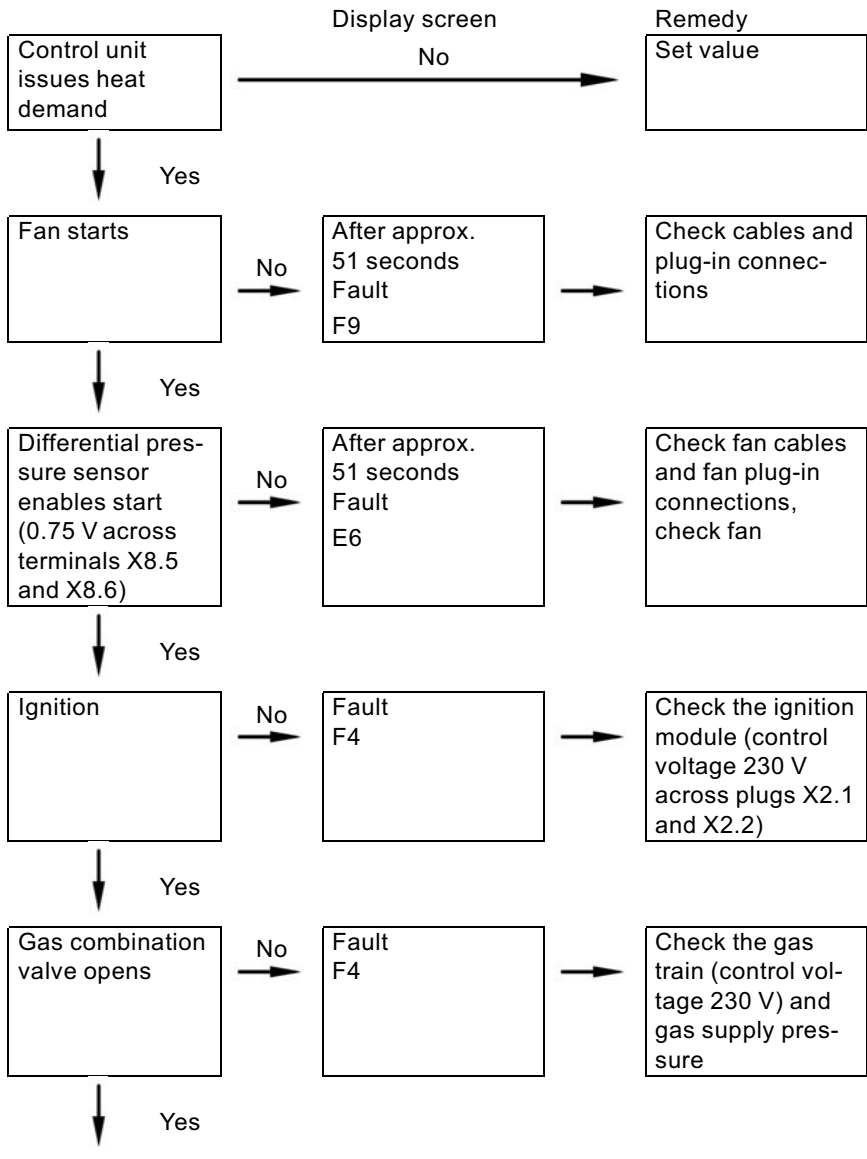 Display screen
Remedy
Control unit
issues heat
demand
No
Set value
Yes
Fan starts
No
After approx.
51 seconds
Fault
F9
Check cables and
plug-in connec-
tions
Yes
Differential pres-
sure sensor
enables start
(0.75 V across
terminals X8.5
and X8.6)
No
After approx.
51 seconds
Fault
E6
Check fan cables
and fan plug-in
connections,
check fan
Yes
Ignition
No
Fault
F4
Check the ignition
module (control
voltage 230 V
across plugs X2.1
and X2.2)
Yes
Gas combination
valve opens
No
Fault
F4
Check the gas
train (control vol-
tage 230 V) and
gas supply pres-
sure
Yes